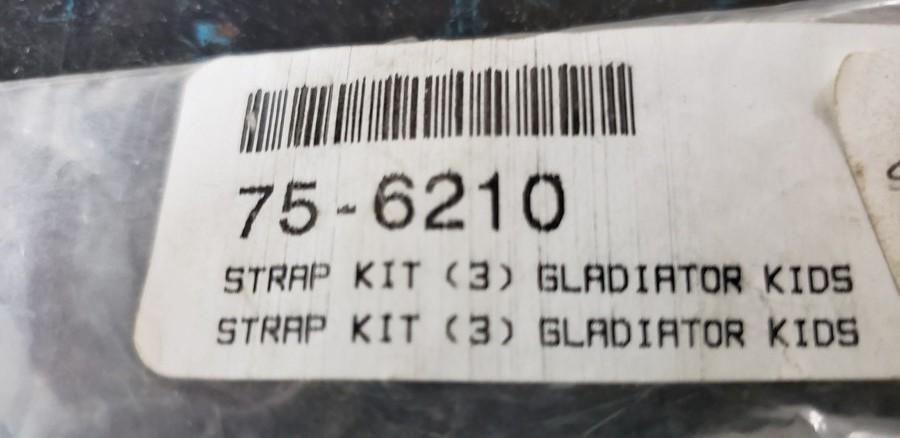 75-6210
STRAP KIT (3) GLADIATOR KIDS
STRAP KIT (3) GLADIATOR KIDS